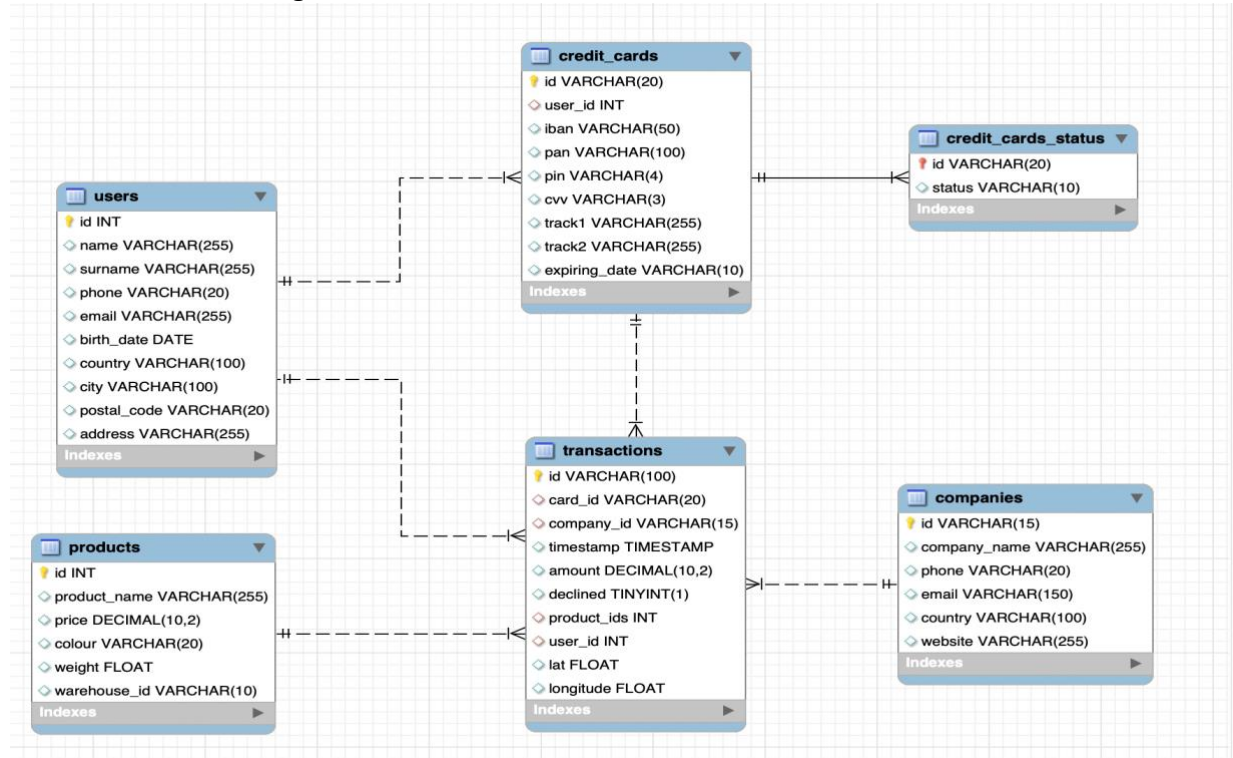 credit_cards
id VARCHAR(20)
user_id INT
iban VARCHAR(50)
pan VARCHAR(100)
pin VARCHAR(4)
cvv VARCHAR(3)
track1 VARCHAR(255)
track2 VARCHAR(255)
expiring_date VARCHAR(10)
Indexes
credit_cards_status
id VARCHAR(20)
status VARCHAR(10)
Indexes
users
id INT
name VARCHAR(255)
surname VARCHAR(255)
phone VARCHAR(20)
email VARCHAR(255)
birth_date DATE
country VARCHAR(100)
city VARCHAR(100)
postal_code VARCHAR(20)
address VARCHAR(255)
Indexes
transactions
id VARCHAR(100)
card_id VARCHAR(20)
company_id VARCHAR(15)
timestamp TIMESTAMP
amount DECIMAL(10,2)
declined TINYINT(1)
product_ids INT
user_id INT
lat FLOAT
longitude FLOAT
Indexes
companies
id VARCHAR(15)
company_name VARCHAR(255)
phone VARCHAR(20)
email VARCHAR(150)
country VARCHAR(100)
website VARCHAR(255)
Indexes
products
id INT
product_name VARCHAR(255)
price DECIMAL(10,2)
colour VARCHAR(20)
weight FLOAT
warehouse_id VARCHAR(10)
Indexes